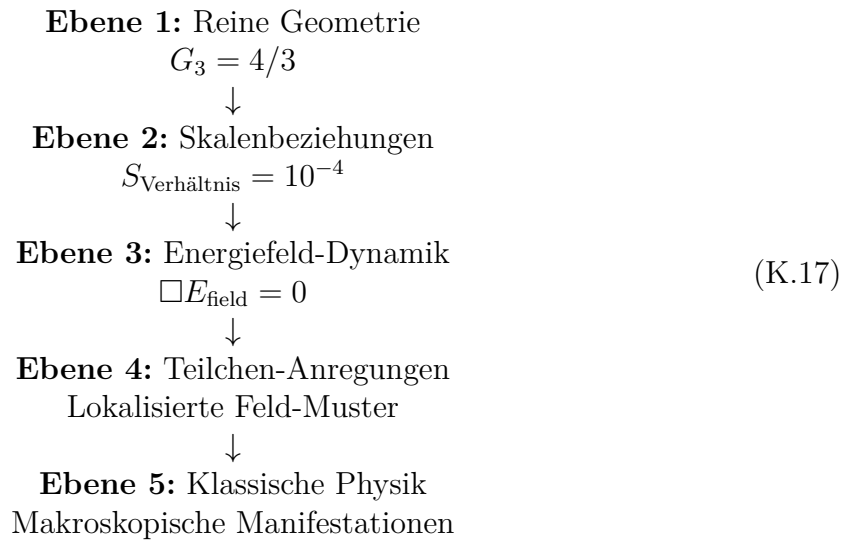 Ebene 1: Reine Geometrie
G₃ = 4/3
↓
Ebene 2: Skalenbeziehungen
S_Verhältnis = 10⁻⁴
↓
Ebene 3: Energiefeld-Dynamik
□E_field = 0
(K.17)
↓
Ebene 4: Teilchen-Anregungen
Lokalisierte Feld-Muster
↓
Ebene 5: Klassische Physik
Makroskopische Manifestationen